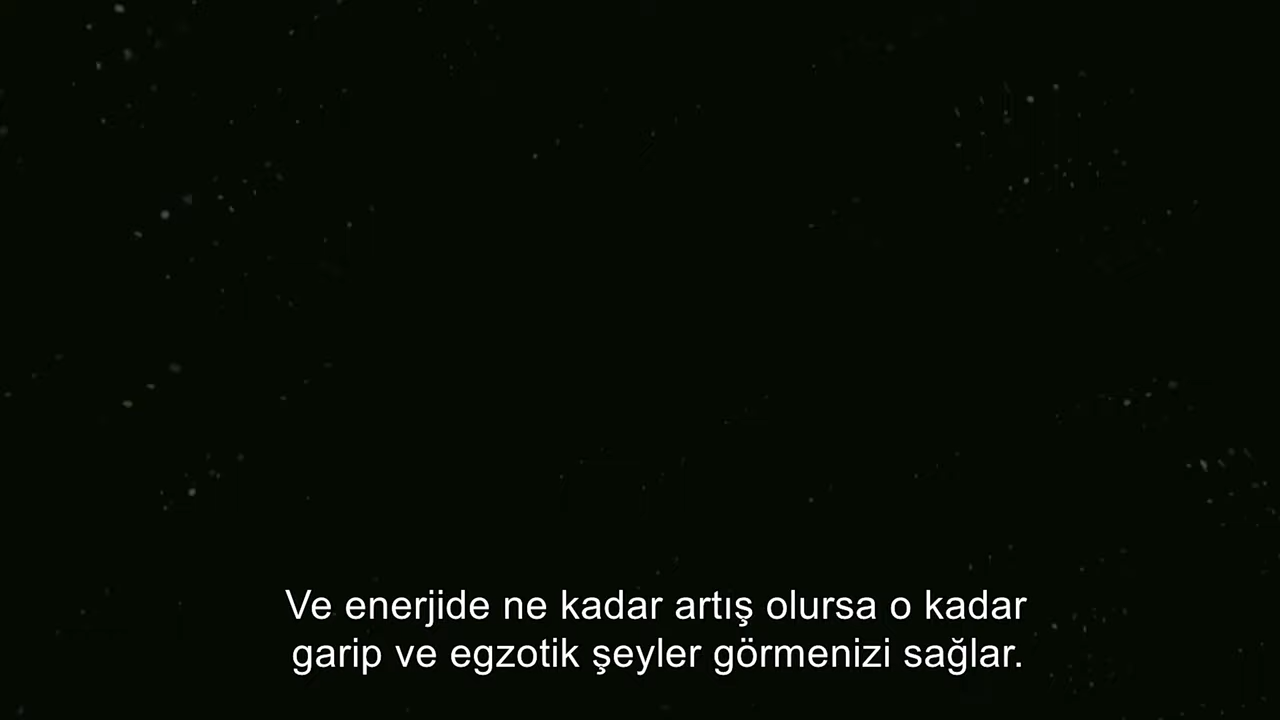 Ve enerjide ne kadar artış olursa o kadar
garip ve egzotik şeyler görmenizi sağlar.